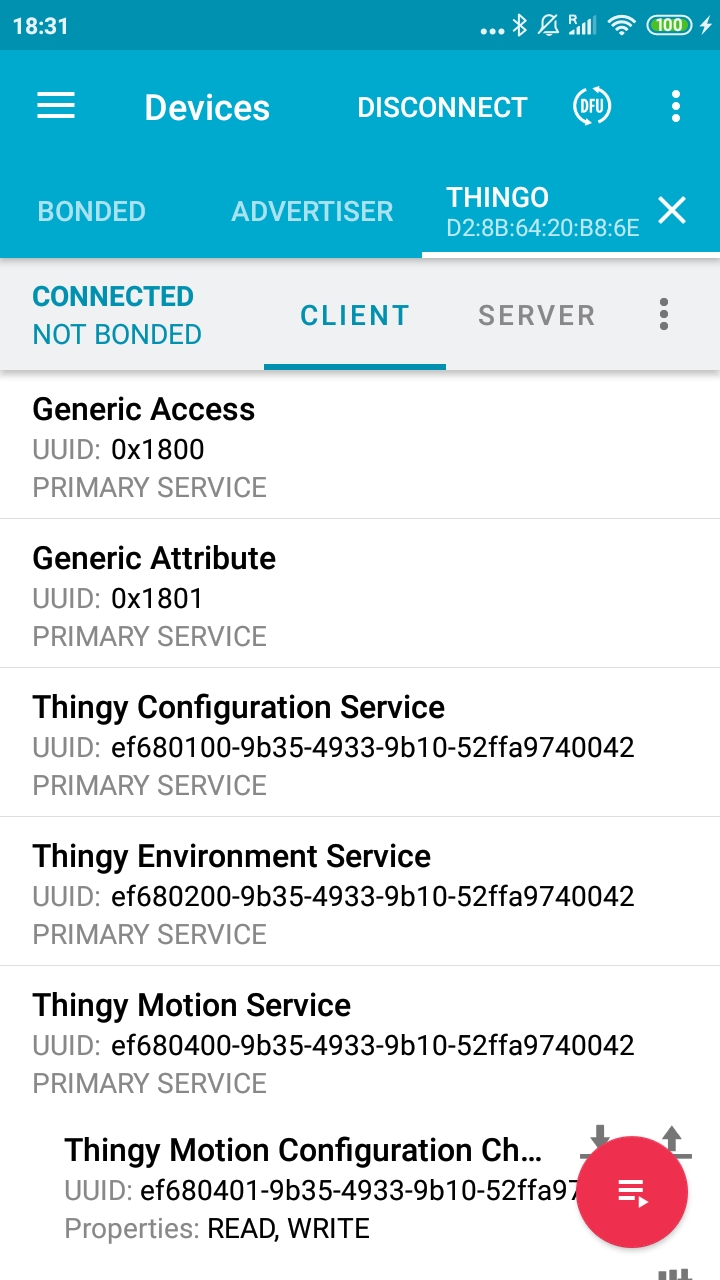 18:31
R
100
Devices
DISCONNECT
DFU
BONDED
ADVERTISER
THINGO
D2:8B:64:20:B8:6E
CONNECTED
NOT BONDED
CLIENT
SERVER
Generic Access
UUID: 0x1800
PRIMARY SERVICE
Generic Attribute
UUID: 0x1801
PRIMARY SERVICE
Thingy Configuration Service
UUID: ef680100-9b35-4933-9b10-52ffa9740042
PRIMARY SERVICE
Thingy Environment Service
UUID: ef680200-9b35-4933-9b10-52ffa9740042
PRIMARY SERVICE
Thingy Motion Service
UUID: ef680400-9b35-4933-9b10-52ffa9740042
PRIMARY SERVICE
Thingy Motion Configuration Ch...
UUID: ef680401-9b35-4933-9b10-52ffa97
Properties: READ, WRITE